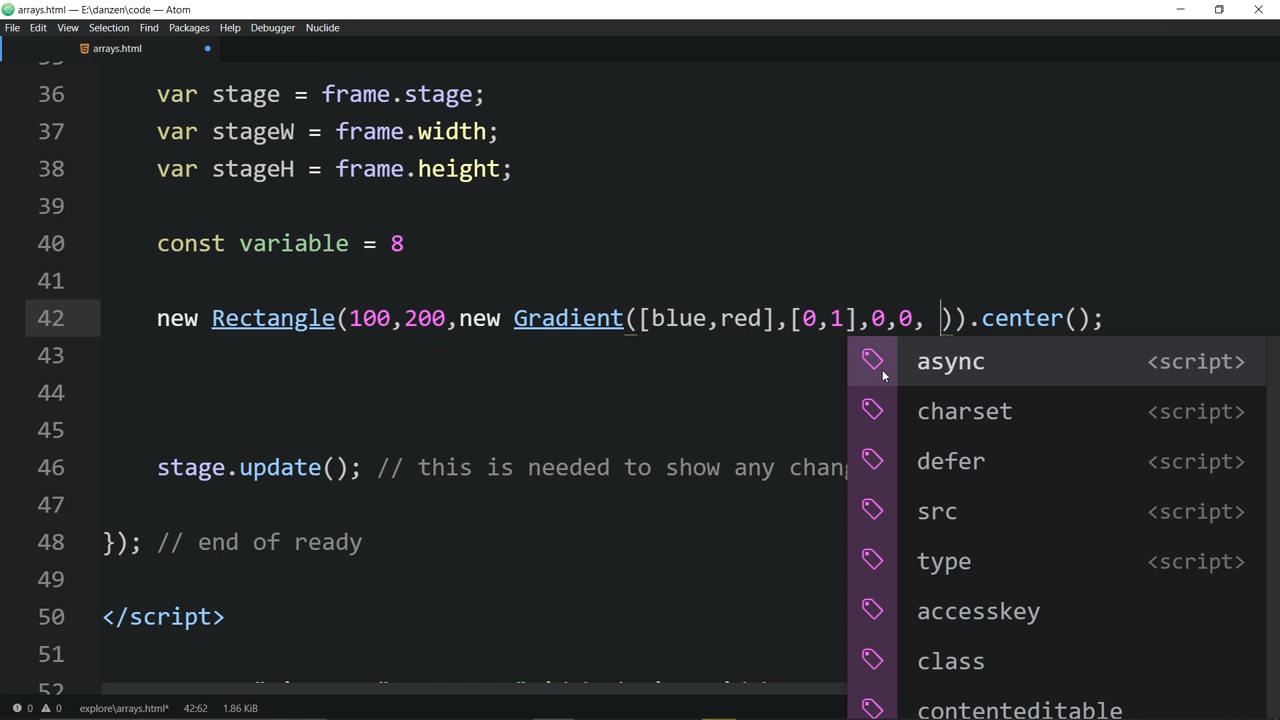 arrays.html — E:\danzen\code — Atom
File Edit View Selection Find Packages Help Debugger Nuclide
arrays.html
36 var stage = frame.stage;
37 var stageW = frame.width;
38 var stageH = frame.height;
39
40 const variable = 8
41
42 new Rectangle(100,200,new Gradient([blue,red],[0,1],0,0, )).center();
43
async <script>
44
charset <script>
45
defer <script>
46 stage.update(); // this is needed to show any chang
47
src <script>
48 }); // end of ready
type <script>
49
50 </script>
accesskey
51
class
52
contenteditable
0 0 explore\arrays.html* 42:62 1.86 KiB